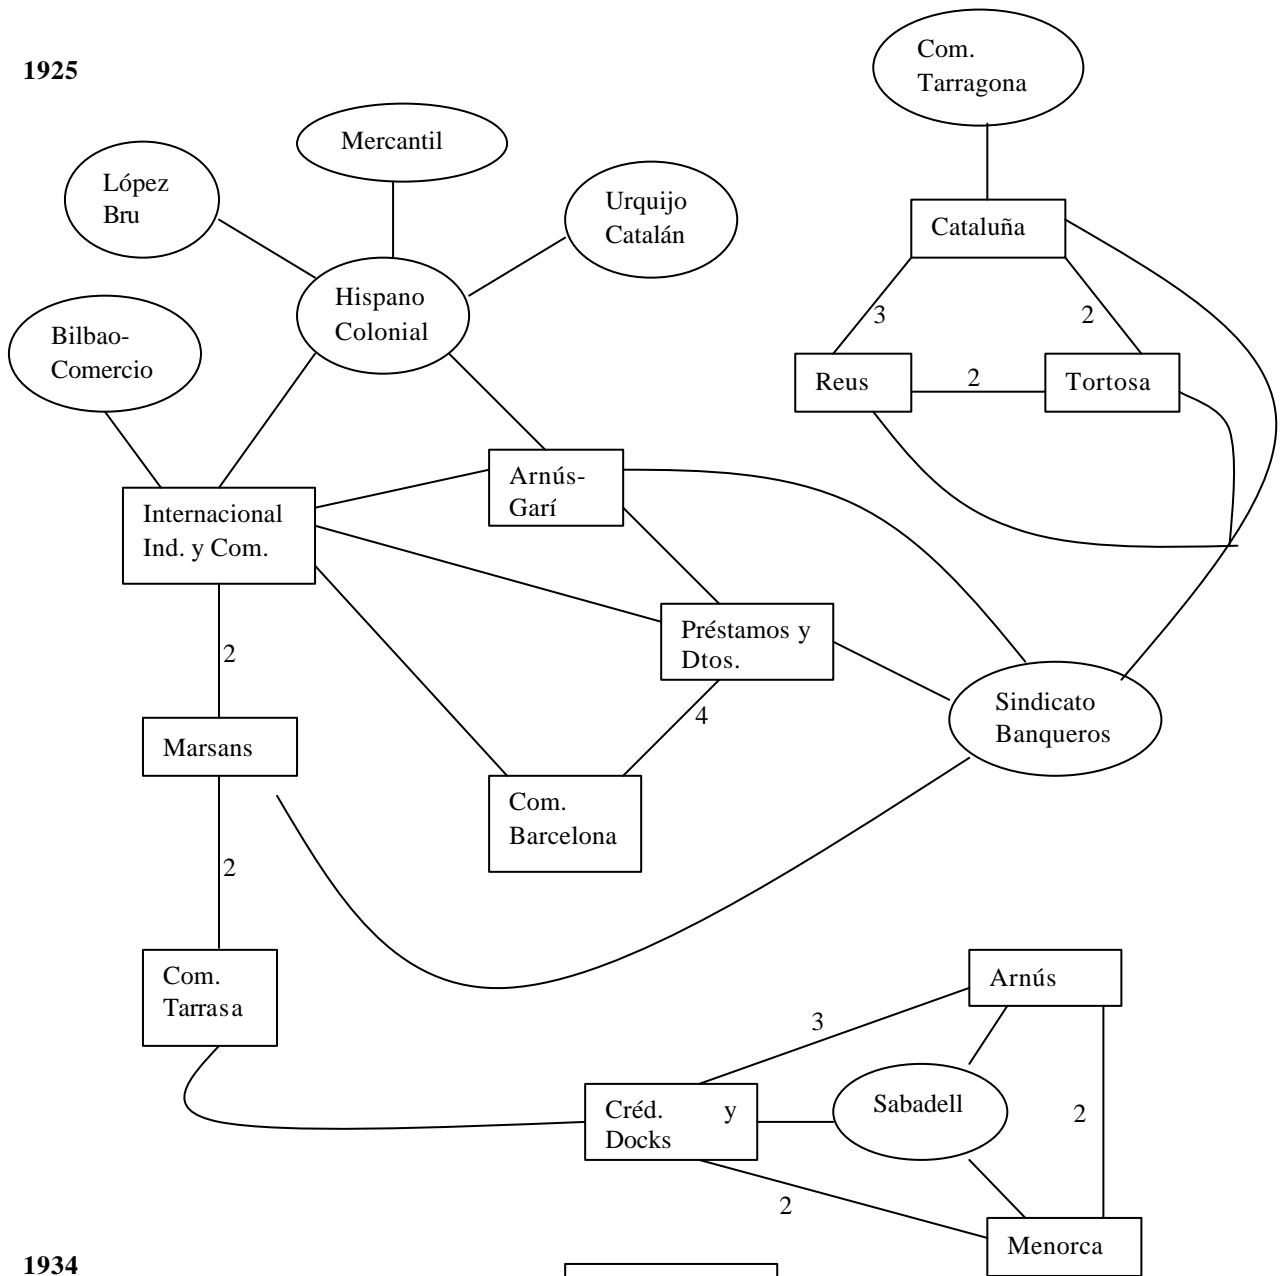 1925
Com.
Tarragona
Mercantil
López
Bru
Urquijo
Catalán
Cataluña
Hispano
Colonial
3
2
Bilbao-
Comercio
Reus
2
Tortosa
Arnús-
Garí
Internacional
Ind. y Com.
Préstamos y
Dtos.
2
Sindicato
Banqueros
4
Marsans
Com.
Barcelona
2
Com.
Tarrasa
Arnús
3
Sabadell
Créd. y
Docks
2
2
Menorca
1934